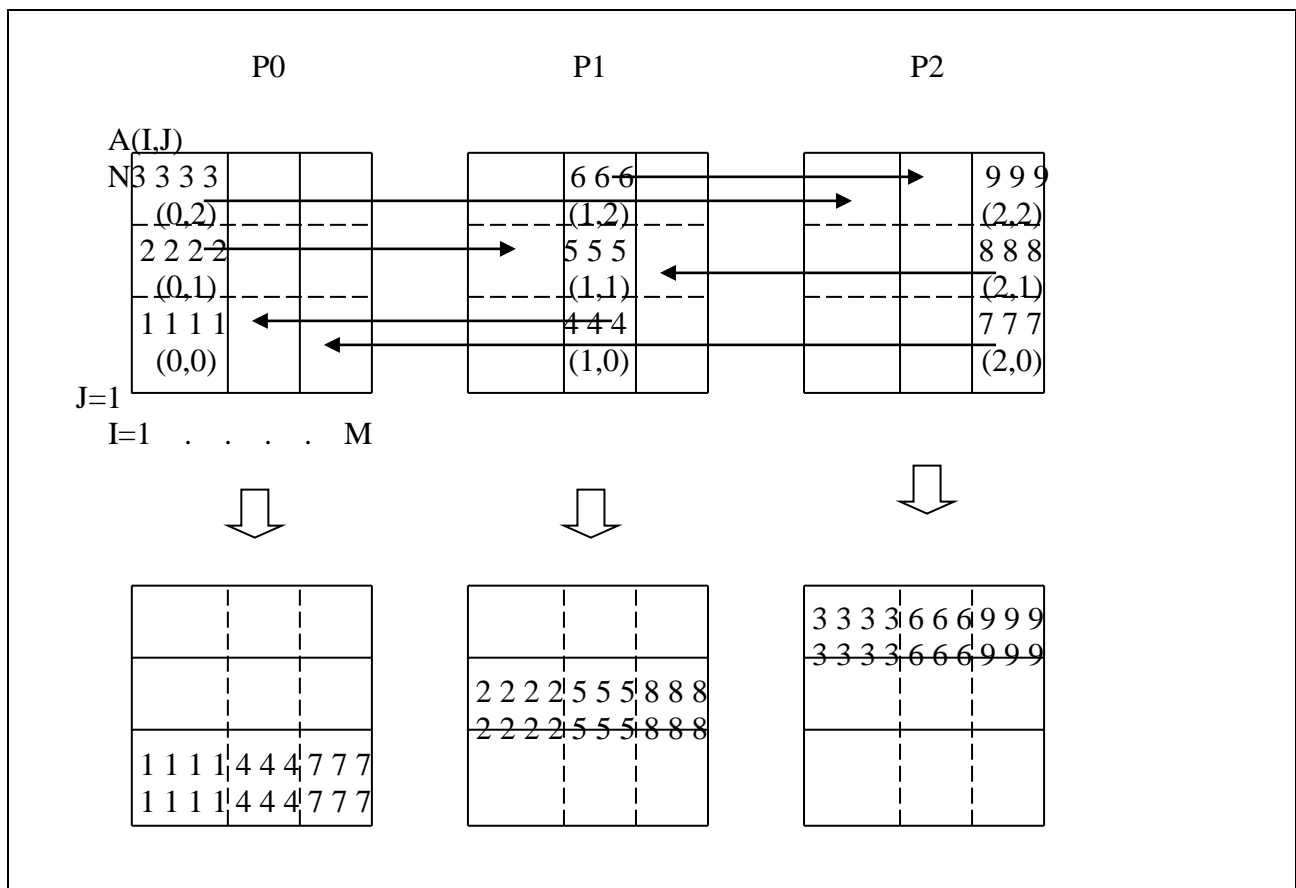 P0 P1 P2
A(I,J)
N3 3 3 3 6 6 6 9 9 9
(0,2) (1,2) (2,2)
2 2 2 2 5 5 5 8 8 8
(0,1) (1,1) (2,1)
1 1 1 1 4 4 4 7 7 7
(0,0) (1,0) (2,0)
J=1
I=1 . . . . M
3 3 3 3 6 6 6 9 9 9
3 3 3 3 6 6 6 9 9 9
2 2 2 2 5 5 5 8 8 8
2 2 2 2 5 5 5 8 8 8
1 1 1 1 4 4 4 7 7 7
1 1 1 1 4 4 4 7 7 7